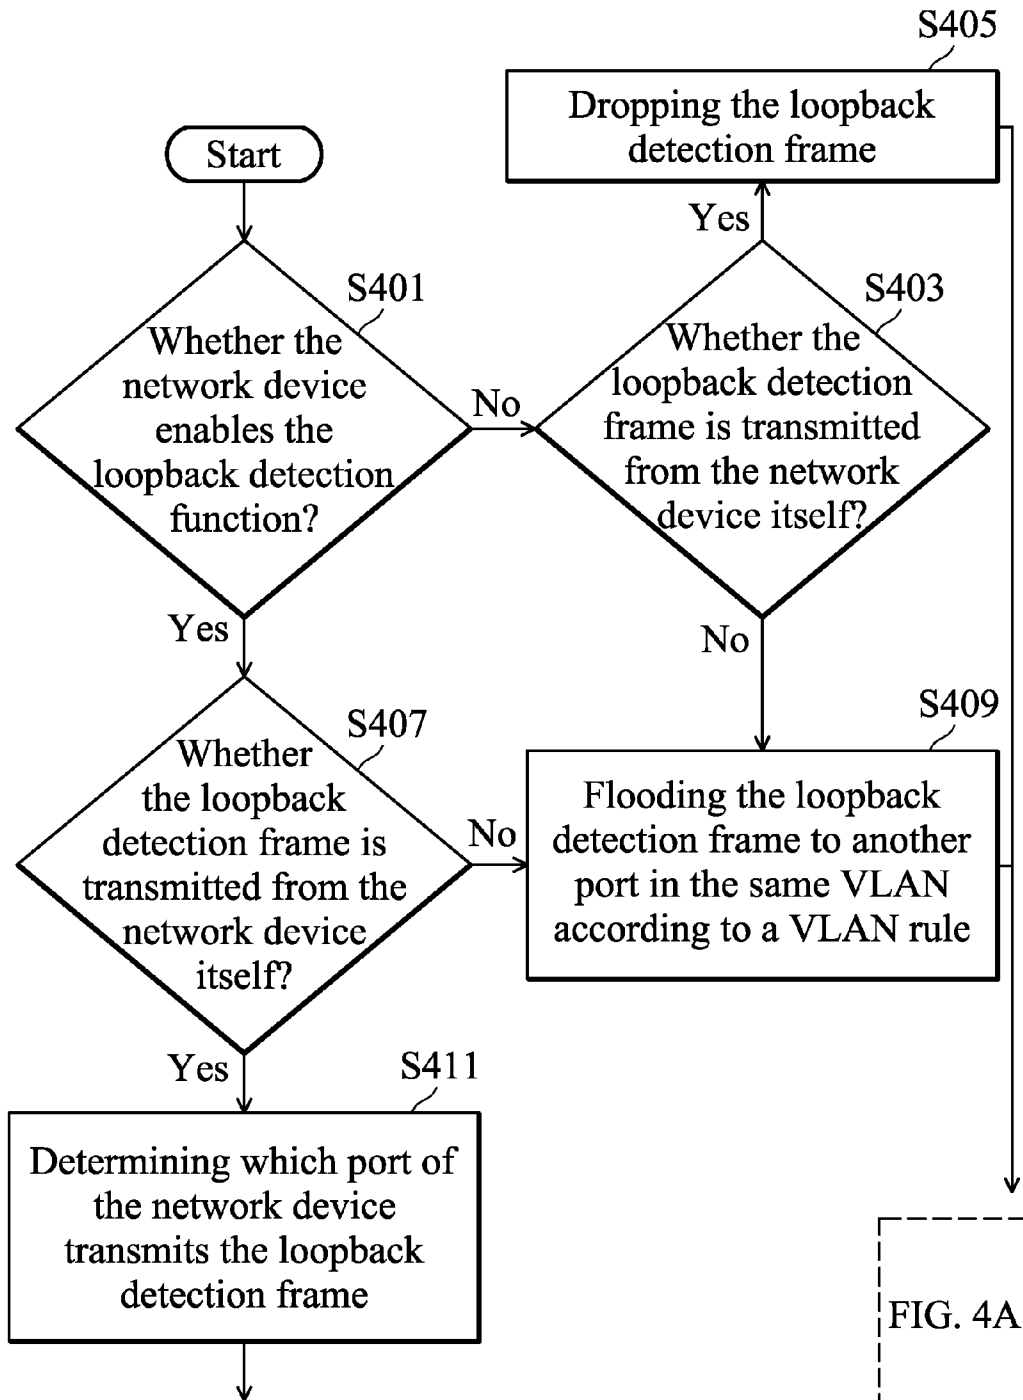 S405
Dropping the loopback
detection frame
Start
Yes
S401
Whether the
network device
enables the
loopback detection
function?
No
S403
Whether the
loopback detection
frame is transmitted
from the network
device itself?
Yes
No
S407
Whether
the loopback
detection frame is
transmitted from the
network device
itself?
No
S409
Flooding the loopback
detection frame to another
port in the same VLAN
according to a VLAN rule
Yes
S411
Determining which port of
the network device
transmits the loopback
detection frame
FIG. 4A